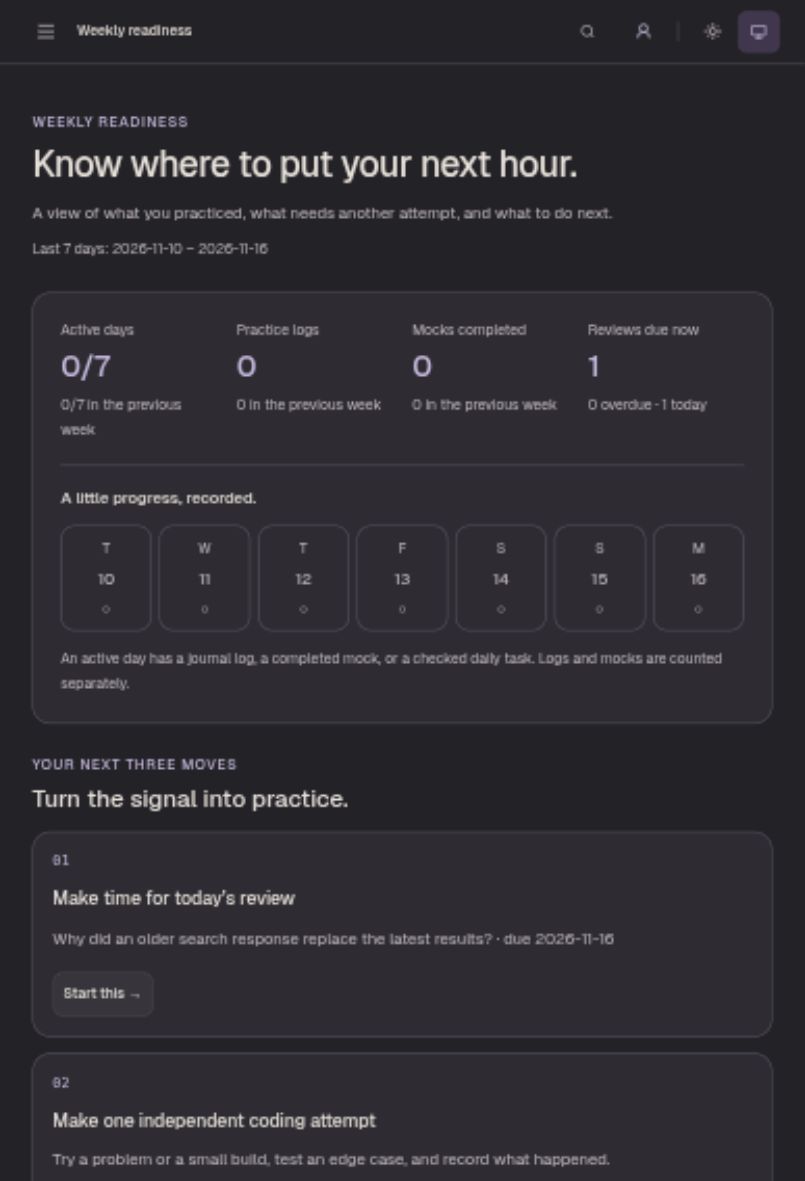 Weekly readiness
WEEKLY READINESS
Know where to put your next hour.
A view of what you practiced, what needs another attempt, and what to do next.
Last 7 days: 2026-11-10 – 2026-11-16
Active days
0/7
0/7 in the previous
week
Practice logs
0
0 in the previous week
Mocks completed
0
0 in the previous week
Reviews due now
1
0 overdue · 1 today
A little progress, recorded.
T W T F S S M
10 11 12 13 14 15 16
○ ○ ○ ○ ○ ○ ○
An active day has a journal log, a completed mock, or a checked daily task. Logs and mocks are counted
separately.
YOUR NEXT THREE MOVES
Turn the signal into practice.
01
Make time for today's review
Why did an older search response replace the latest results? · due 2026-11-16
Start this →
02
Make one independent coding attempt
Try a problem or a small build, test an edge case, and record what happened.